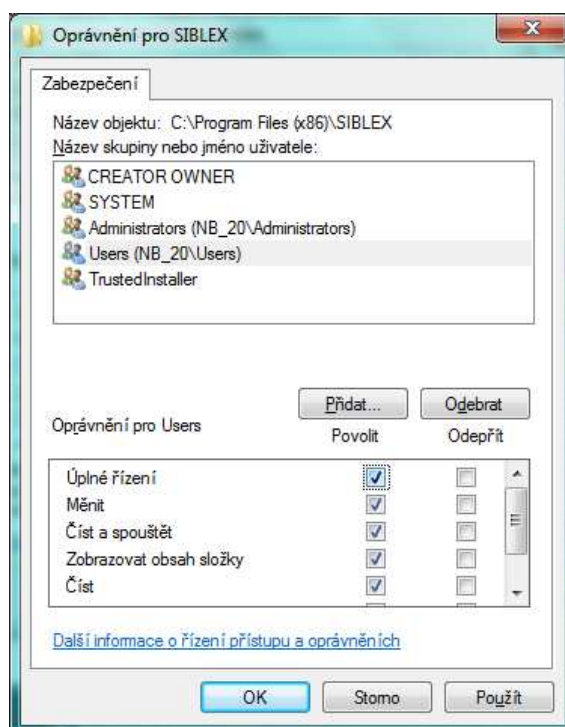 Oprávnění pro SIBLEX
Zabezpečení
Název objektu: C:\Program Files (x86)\SIBLEX
Název skupiny nebo jméno uživatele:
CREATOR OWNER
SYSTEM
Administrators (NB_20\Administrators)
Users (NB_20\Users)
TrustedInstaller
Přidat... Odebrat
Oprávnění pro Users Povolit Odepřít
Úplné řízení
Měnit
Číst a spouštět
Zobrazovat obsah složky
Číst
Další informace o řízení přístupu a oprávněních
OK Storno Použít